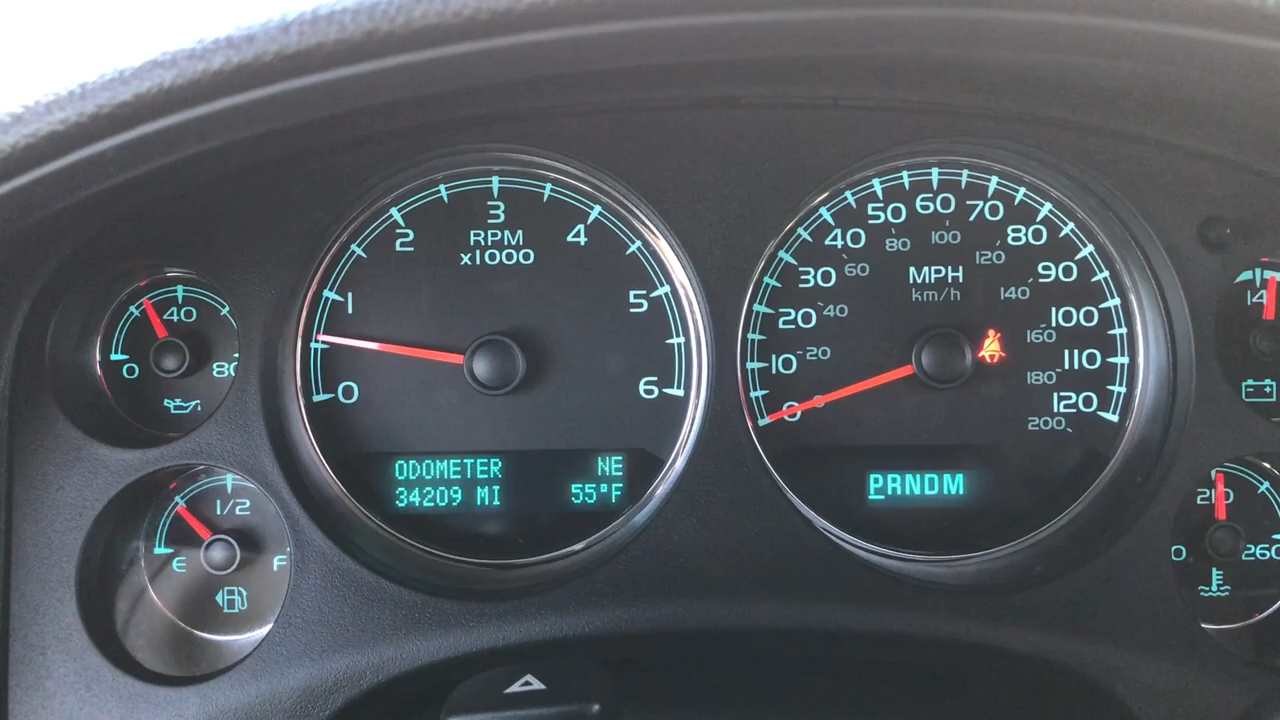 0 40 80
E 1/2 F
0 1 2 3 4 5 6
RPM
x1000
ODOMETER NE
34209 MI 55°F
0 10 20 30 40 50 60 70 80 90 100 110 120
0 20 40 60 80 100 120 140 160 180 200
MPH
km/h
PRNDM
14
210 260